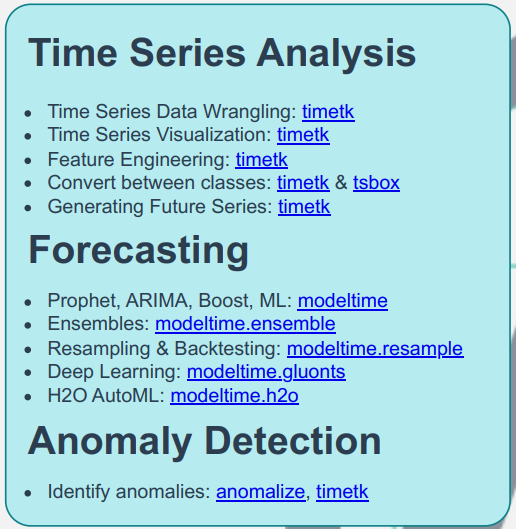 Time Series Analysis
• Time Series Data Wrangling: timetk
• Time Series Visualization: timetk
• Feature Engineering: timetk
• Convert between classes: timetk & tsbox
• Generating Future Series: timetk
Forecasting
• Prophet, ARIMA, Boost, ML: modeltime
• Ensembles: modeltime.ensemble
• Resampling & Backtesting: modeltime.resample
• Deep Learning: modeltime.gluonts
• H2O AutoML: modeltime.h2o
Anomaly Detection
• Identify anomalies: anomalize, timetk